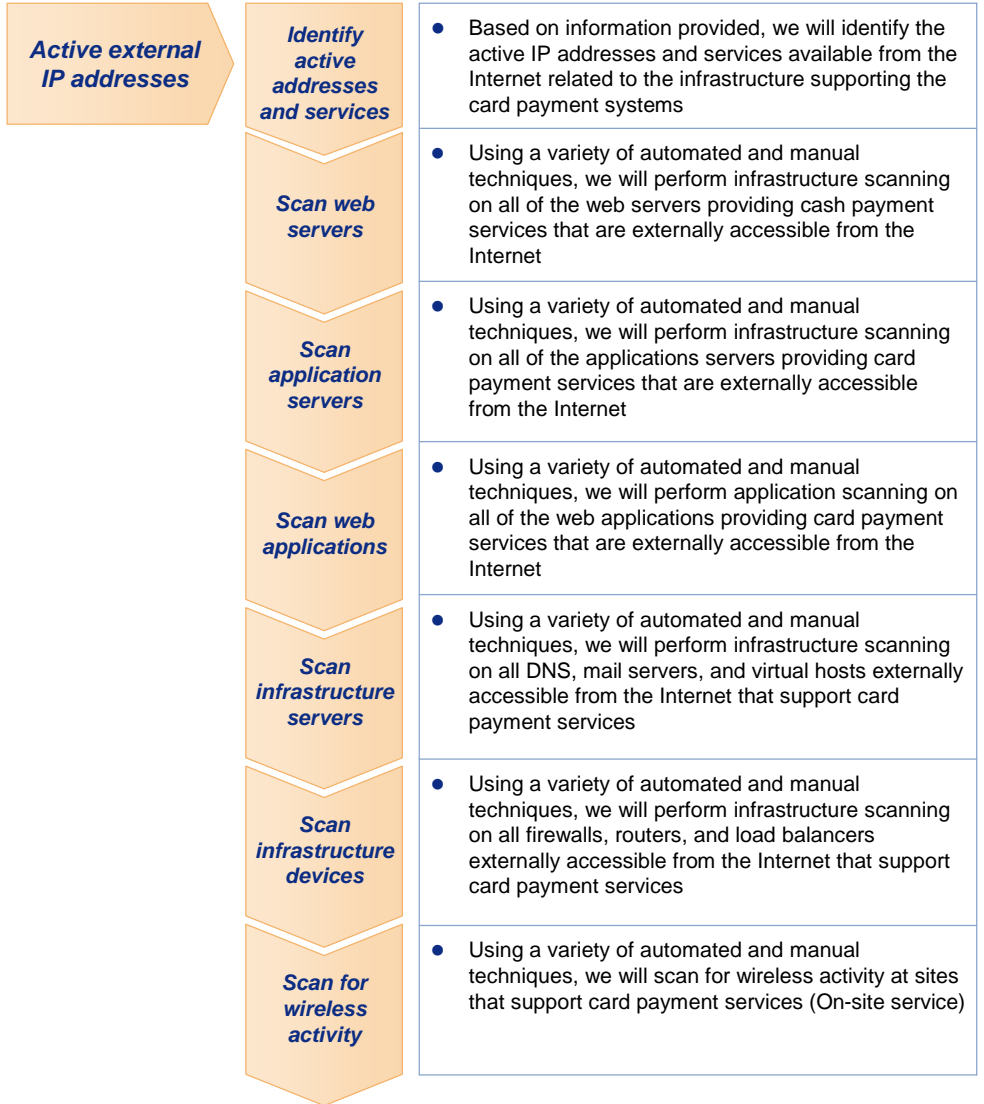 Active external
IP addresses
Identify
active
addresses
and services
● Based on information provided, we will identify the
active IP addresses and services available from the
Internet related to the infrastructure supporting the
card payment systems
Scan web
servers
● Using a variety of automated and manual
techniques, we will perform infrastructure scanning
on all of the web servers providing cash payment
services that are externally accessible from the
Internet
Scan
application
servers
● Using a variety of automated and manual
techniques, we will perform infrastructure scanning
on all of the applications servers providing card
payment services that are externally accessible
from the Internet
Scan web
applications
● Using a variety of automated and manual
techniques, we will perform application scanning on
all of the web applications providing card payment
services that are externally accessible from the
Internet
Scan
infrastructure
servers
● Using a variety of automated and manual
techniques, we will perform infrastructure scanning
on all DNS, mail servers, and virtual hosts externally
accessible from the Internet that support card
payment services
Scan
infrastructure
devices
● Using a variety of automated and manual
techniques, we will perform infrastructure scanning
on all firewalls, routers, and load balancers
externally accessible from the Internet that support
card payment services
Scan for
wireless
activity
● Using a variety of automated and manual
techniques, we will scan for wireless activity at sites
that support card payment services (On-site service)